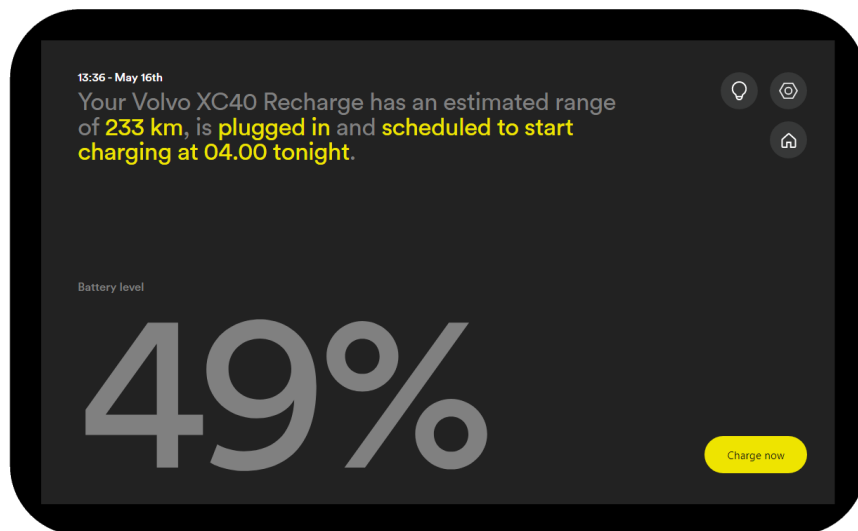 13:36 - May 16th
Your Volvo XC40 Recharge has an estimated range
of 233 km, is plugged in and scheduled to start
charging at 04.00 tonight.
Battery level
49%
Charge now